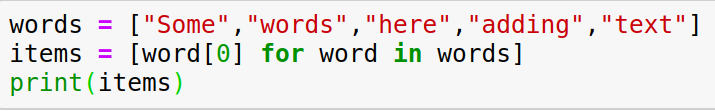 words = ["Some","words","here","adding","text"]
items = [word[0] for word in words]
print(items)